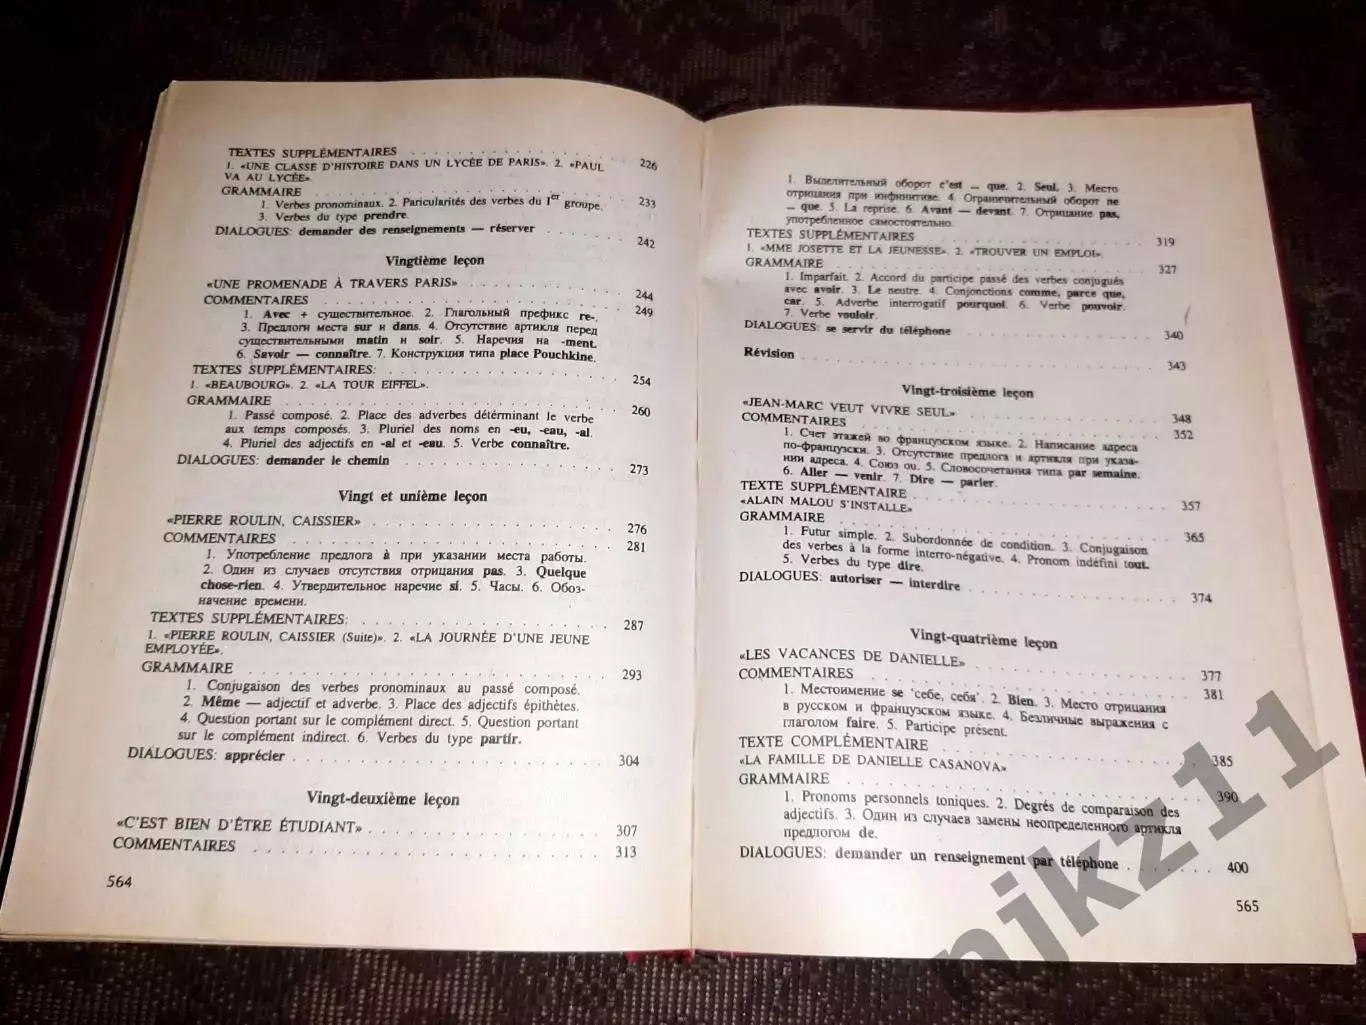 TEXTES SUPPLÉMENTAIRES . . . 226
1. «UNE CLASSE D'HISTOIRE DANS UN LYCÉE DE PARIS». 2. «PAUL
VA AU LYCÉE».
GRAMMAIRE . . . 233
1. Verbes pronominaux. 2. Paricularités des verbes du 1er groupe.
3. Verbes du type prendre.
DIALOGUES: demander des renseignements — réserver . . . 242
Vingtième leçon
«UNE PROMENADE À TRAVERS PARIS» . . . 244
COMMENTAIRES . . . 249
1. Avec + существительное. 2. Глагольный префикс re-.
3. Предлоги места sur и dans. 4. Отсутствие артикля перед
существительными matin и soir. 5. Наречия на -ment.
6. Savoir — connaître. 7. Конструкция типа place Pouchkine.
TEXTES SUPPLÉMENTAIRES: . . . 254
1. «BEAUBOURG». 2. «LA TOUR EIFFEL».
GRAMMAIRE . . . 260
1. Passé composé. 2. Place des adverbes déterminant le verbe
aux temps composés. 3. Pluriel des noms en -eu, -eau, -al.
4. Pluriel des adjectifs en -al et -eau. 5. Verbe connaître.
DIALOGUES: demander le chemin . . . 273
Vingt et unième leçon
«PIERRE ROULIN, CAISSIER» . . . 276
COMMENTAIRES . . . 281
1. Употребление предлога à при указании места работы.
2. Один из случаев отсутствия отрицания pas. 3. Quelque
chose-rien. 4. Утвердительное наречие si. 5. Часы. 6. Обоз-
начение времени.
TEXTES SUPPLÉMENTAIRES: . . . 287
1. «PIERRE ROULIN, CAISSIER (Suite)». 2. «LA JOURNÉE D'UNE JEUNE
EMPLOYÉE».
GRAMMAIRE . . . 293
1. Conjugaison des verbes pronominaux au passé composé.
2. Même — adjectif et adverbe. 3. Place des adjectifs épithètes.
4. Question portant sur le complément direct. 5. Question portant
sur le complément indirect. 6. Verbes du type partir.
DIALOGUES: apprécier . . . 304
Vingt-deuxième leçon
«C'EST BIEN D'ÊTRE ÉTUDIANT» . . . 307
COMMENTAIRES . . . 313
564
1. Выделительный оборот c'est — que. 2. Seul. 3. Место
отрицания при инфинитиве. 4. Ограничительный оборот ne
— que. 5. La reprise. 6. Avant — devant. 7. Отрицание pas,
употребленное самостоятельно.
TEXTES SUPPLÉMENTAIRES . . . 319
1. «MME JOSETTE ET LA JEUNESSE». 2. «TROUVER UN EMPLOI».
GRAMMAIRE . . . 327
1. Imparfait. 2. Accord du participe passé des verbes conjugués
avec avoir. 3. Le neutre. 4. Conjonctions comme, parce que,
car. 5. Adverbe interrogatif pourquoi. 6. Verbe pouvoir.
7. Verbe vouloir.
DIALOGUES: se servir du téléphone . . . 340
Révision . . . 343
Vingt-troisième leçon
«JEAN-MARC VEUT VIVRE SEUL» . . . 348
COMMENTAIRES . . . 352
1. Счет этажей во французском языке. 2. Написание адреса
по-французски. 3. Отсутствие предлога и артикля при указа-
нии адреса. 4. Союз ou. 5. Словосочетания типа par semaine.
6. Aller — venir. 7. Dire — parler.
TEXTE SUPPLÉMENTAIRE . . . 357
«ALAIN MALOU S'INSTALLE»
GRAMMAIRE . . . 365
1. Futur simple. 2. Subordonnée de condition. 3. Conjugaison
des verbes à la forme interro-négative. 4. Pronom indéfini tout.
5. Verbes du type dire.
DIALOGUES: autoriser — interdire . . . 374
Vingt-quatrième leçon
«LES VACANCES DE DANIELLE» . . . 377
COMMENTAIRES . . . 381
1. Местоимение se ‘себе, себя’. 2. Bien. 3. Место отрицания
в русском и французском языке. 4. Безличные выражения с
глаголом faire. 5. Participe présent.
TEXTE COMPLÉMENTAIRE . . . 385
«LA FAMILLE DE DANIELLE CASANOVA»
GRAMMAIRE . . . 390
1. Pronoms personnels toniques. 2. Degrés de comparaison des
adjectifs. 3. Один из случаев замены неопределенного артикля
предлогом de.
DIALOGUES: demander un renseignement par téléphone . . . 400
565
njkz11